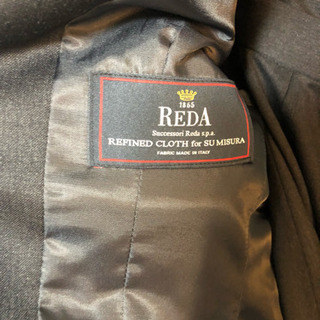 1865
REDA
Successori Reda s.p.a.
REFINED CLOTH for SU MISURA
FABRIC MADE IN ITALY